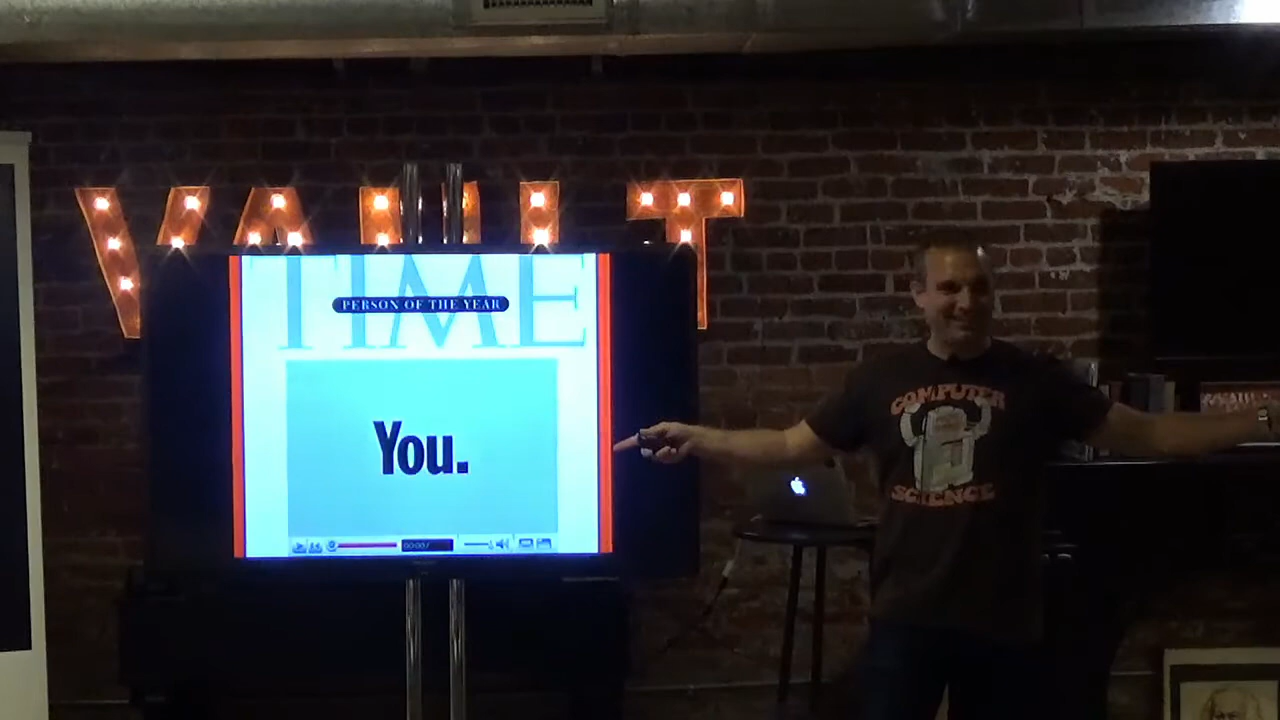 VAULT
TIME
PERSON OF THE YEAR
You.
COMPUTER
SCIENCE